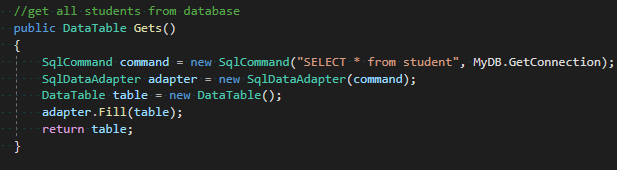 //get all students from database
public DataTable Gets()
{
SqlCommand command = new SqlCommand("SELECT * from student", MyDB.GetConnection);
SqlDataAdapter adapter = new SqlDataAdapter(command);
DataTable table = new DataTable();
adapter.Fill(table);
return table;
}